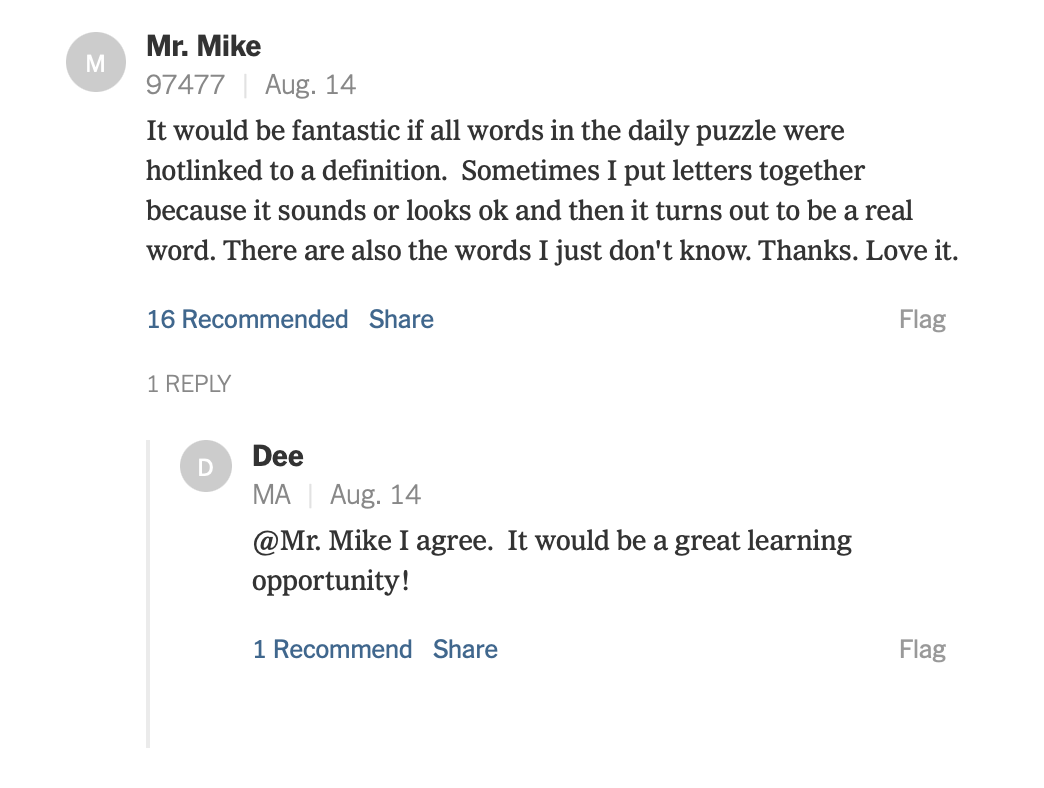 M
Mr. Mike
97477 | Aug. 14
It would be fantastic if all words in the daily puzzle were
hotlinked to a definition.  Sometimes I put letters together
because it sounds or looks ok and then it turns out to be a real
word. There are also the words I just don't know. Thanks. Love it.
16 Recommended Share Flag
1 REPLY
D
Dee
MA | Aug. 14
@Mr. Mike I agree.  It would be a great learning
opportunity!
1 Recommend Share Flag